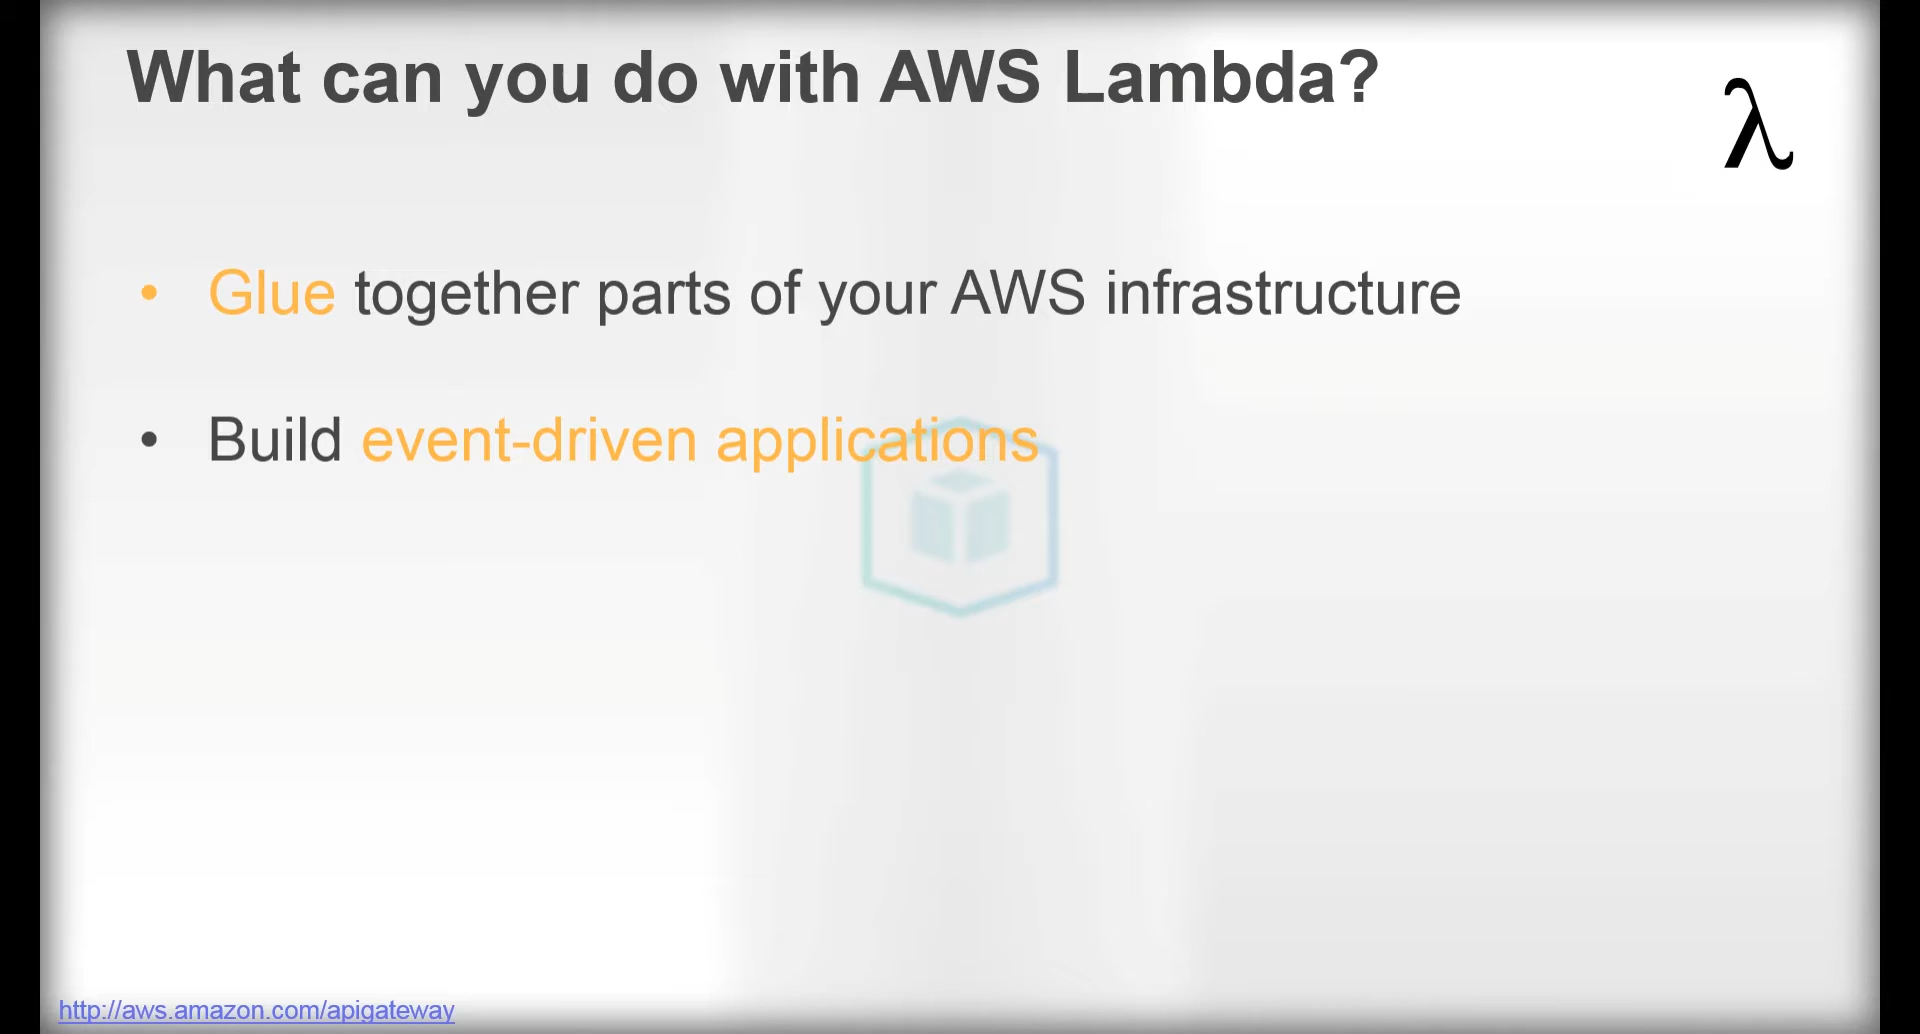 What can you do with AWS Lambda?
λ
• Glue together parts of your AWS infrastructure
• Build event-driven applications
http://aws.amazon.com/apigateway